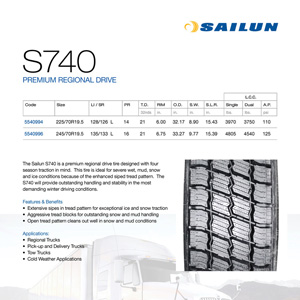 SAILUN
S740
PREMIUM REGIONAL DRIVE
L.E.C.
Code Size LI / SR PR T.D. RIM O.D. S.W. S.L.R. Single Dual A.P.
32nds in in in in lbs lbs psi
5540994 225/70R19.5 128/126 L 14 21 6.00 32.17 8.90 15.43 3970 3750 110
5540996 245/70R19.5 135/133 L 16 21 6.75 33.27 9.77 15.39 4805 4540 125
The Sailun S740 is a premium regional drive tire designed with four
season traction in mind. This tire is ideal for severe wet, mud, snow
and ice conditions because of the enhanced siped tread pattern. The
S740 will provide outstanding handling and stability in the most
demanding winter driving conditions.
Features & Benefits
• Extensive sipes in tread pattern for exceptional ice and snow traction
• Aggressive tread blocks for outstanding snow and mud handling
• Open tread pattern cleans out well in snow and mud conditions
Applications:
• Regional Trucks
• Pick-up and Delivery Trucks
• Tow Trucks
• Cold Weather Applications